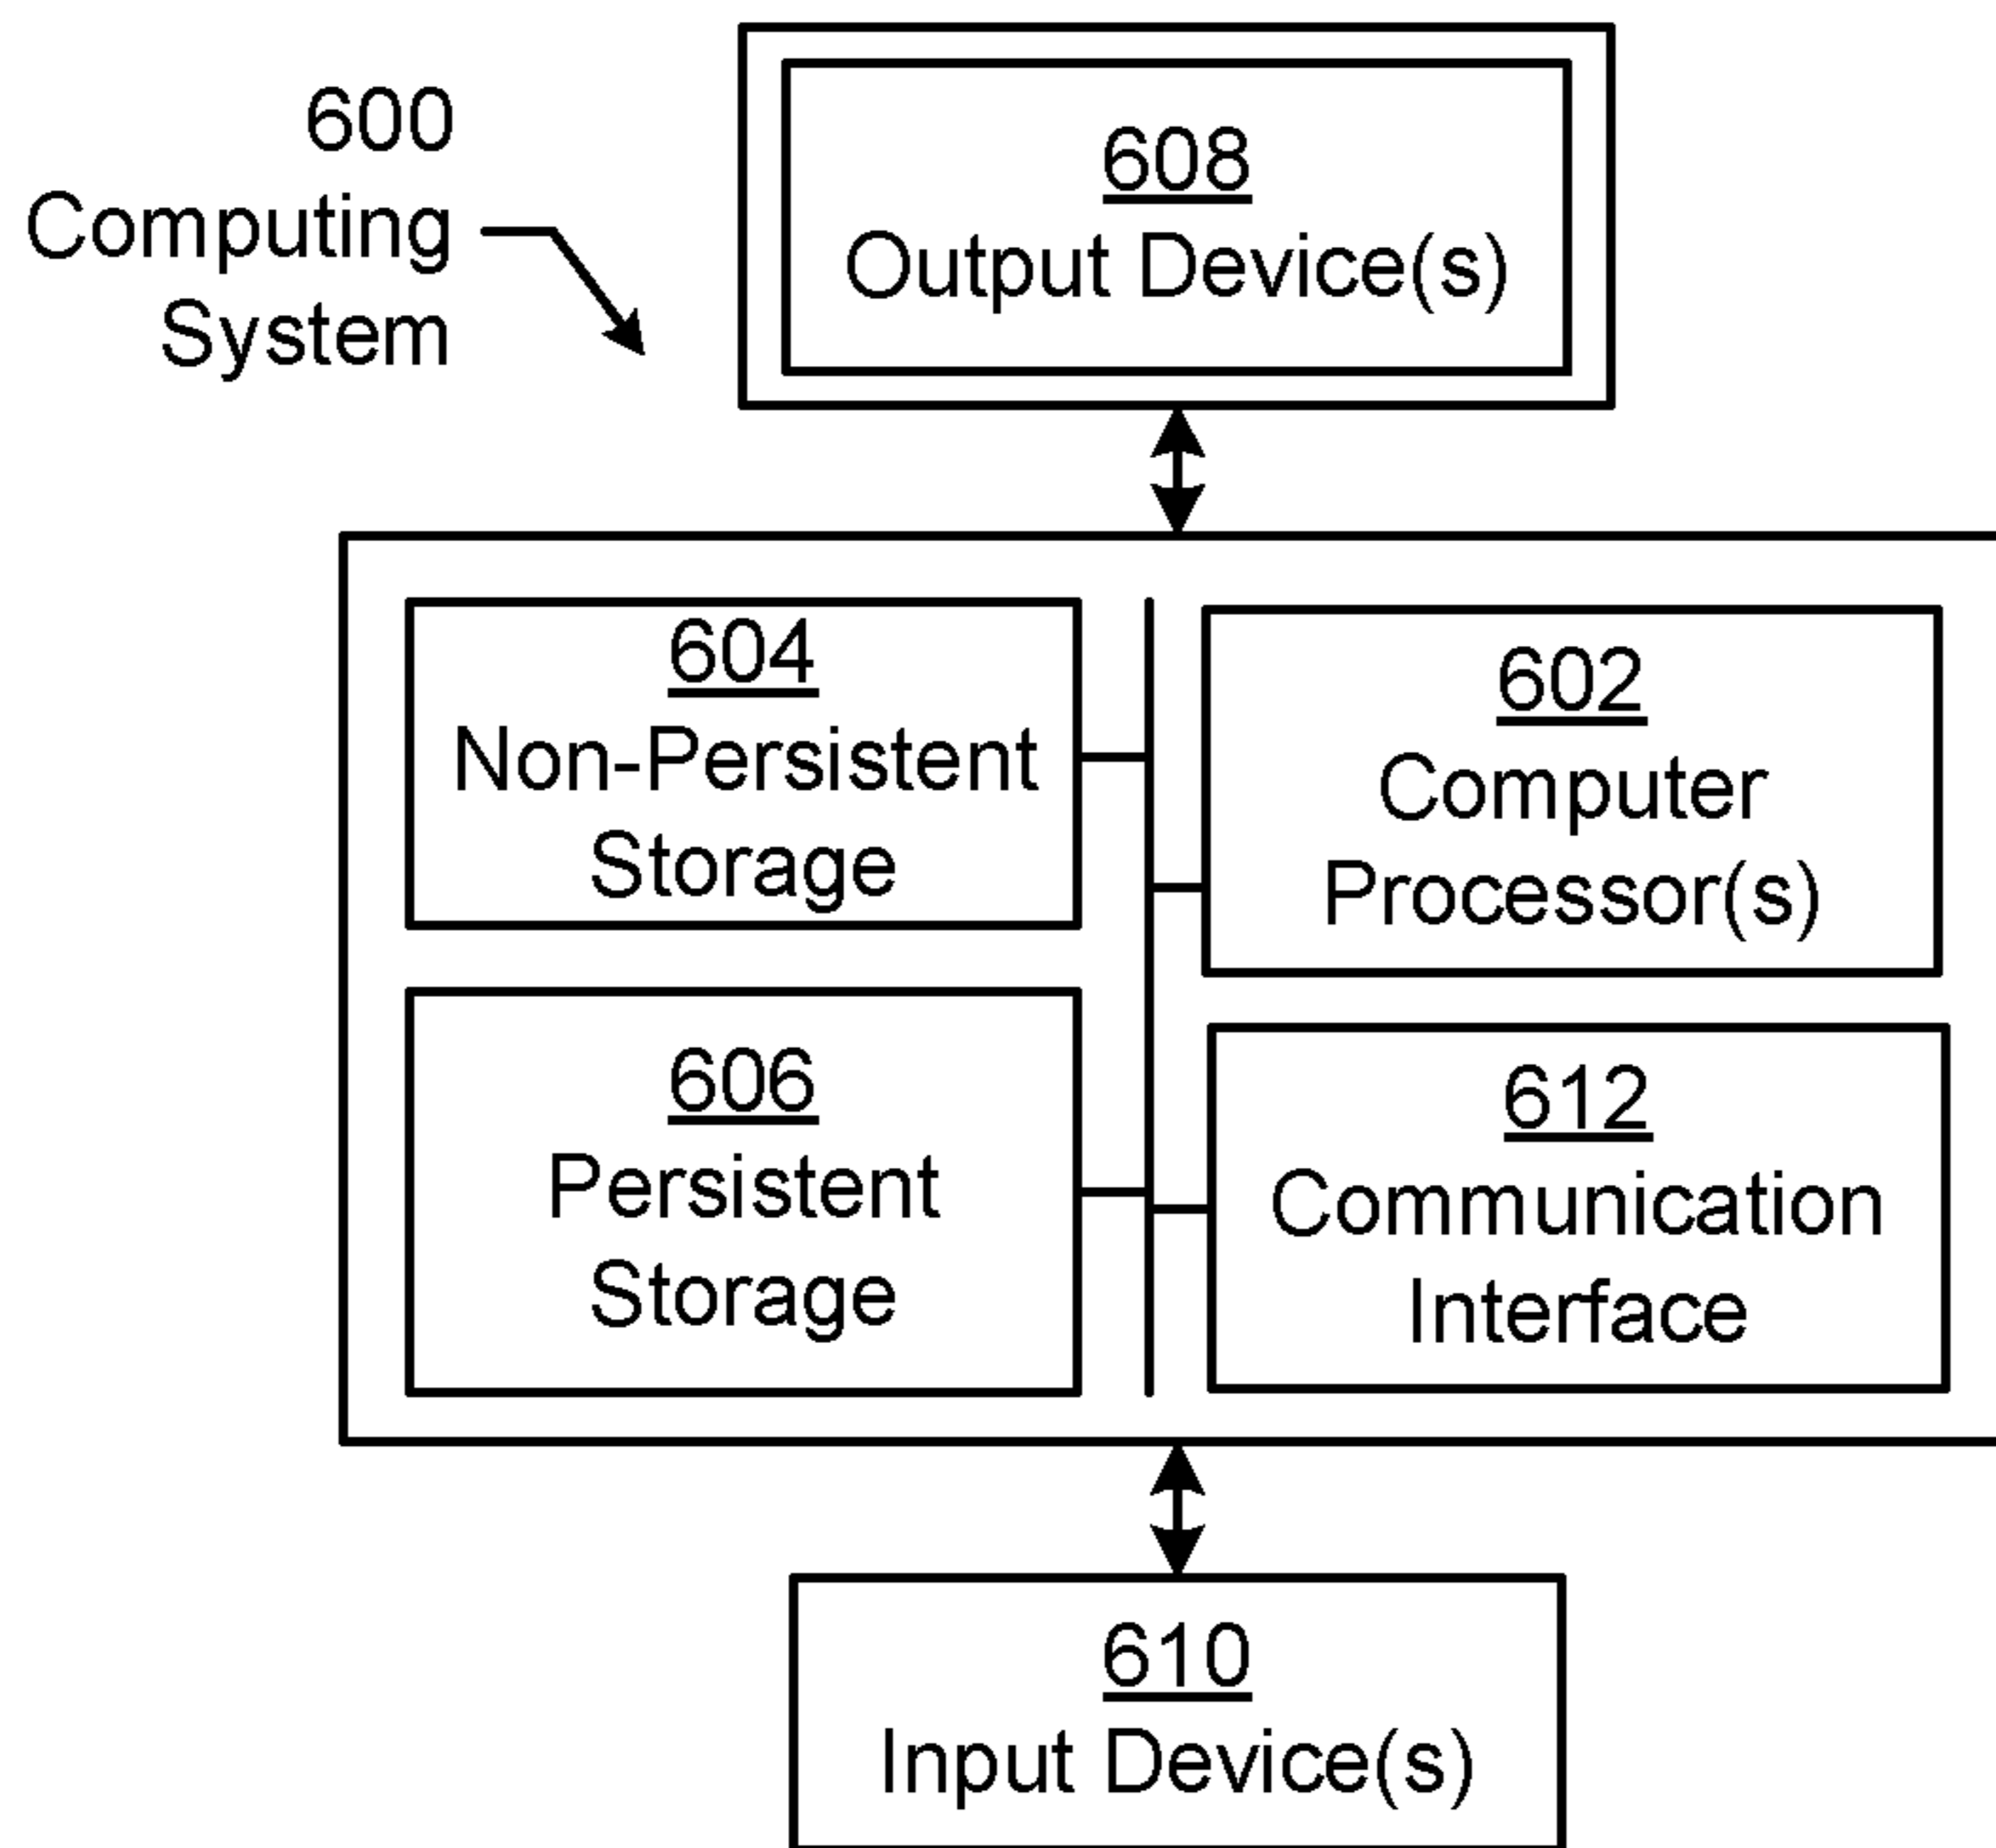 600
Computing
System
608
Output Device(s)
604
Non-Persistent
Storage
602
Computer
Processor(s)
606
Persistent
Storage
612
Communication
Interface
610
Input Device(s)